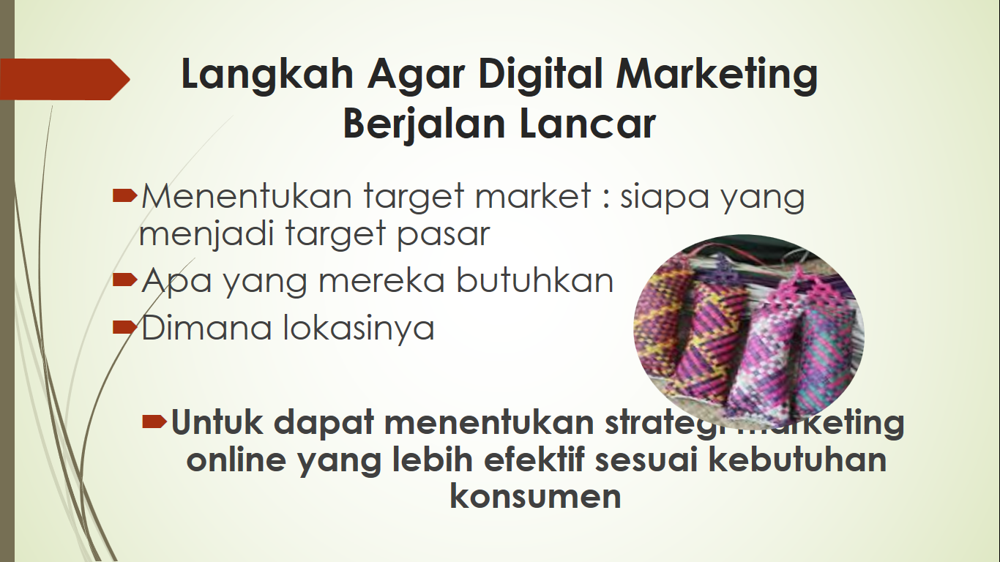 Langkah Agar Digital Marketing
Berjalan Lancar
Menentukan target market : siapa yang
menjadi target pasar
Apa yang mereka butuhkan
Dimana lokasinya
Untuk dapat menentukan strategi marketing
online yang lebih efektif sesuai kebutuhan
konsumen